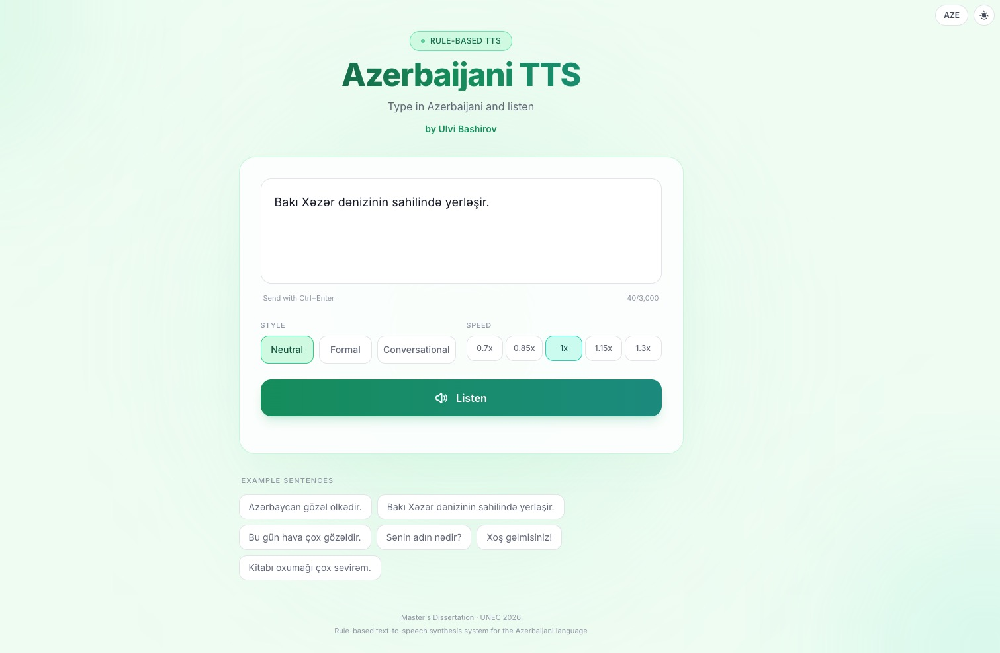 AZE
RULE-BASED TTS
Azerbaijani TTS
Type in Azerbaijani and listen
by Ulvi Bashirov
Bakı Xəzər dənizinin sahilində yerləşir.
Send with Ctrl+Enter 40/3,000
STYLE SPEED
Neutral Formal Conversational 0.7x 0.85x 1x 1.15x 1.3x
Listen
EXAMPLE SENTENCES
Azərbaycan gözəl ölkədir. Bakı Xəzər dənizinin sahilində yerləşir.
Bu gün hava çox gözəldir. Sənin adın nədir? Xoş gəlmisiniz!
Kitabı oxumağı çox sevirəm.
Master's Dissertation · UNEC 2026
Rule-based text-to-speech synthesis system for the Azerbaijani language